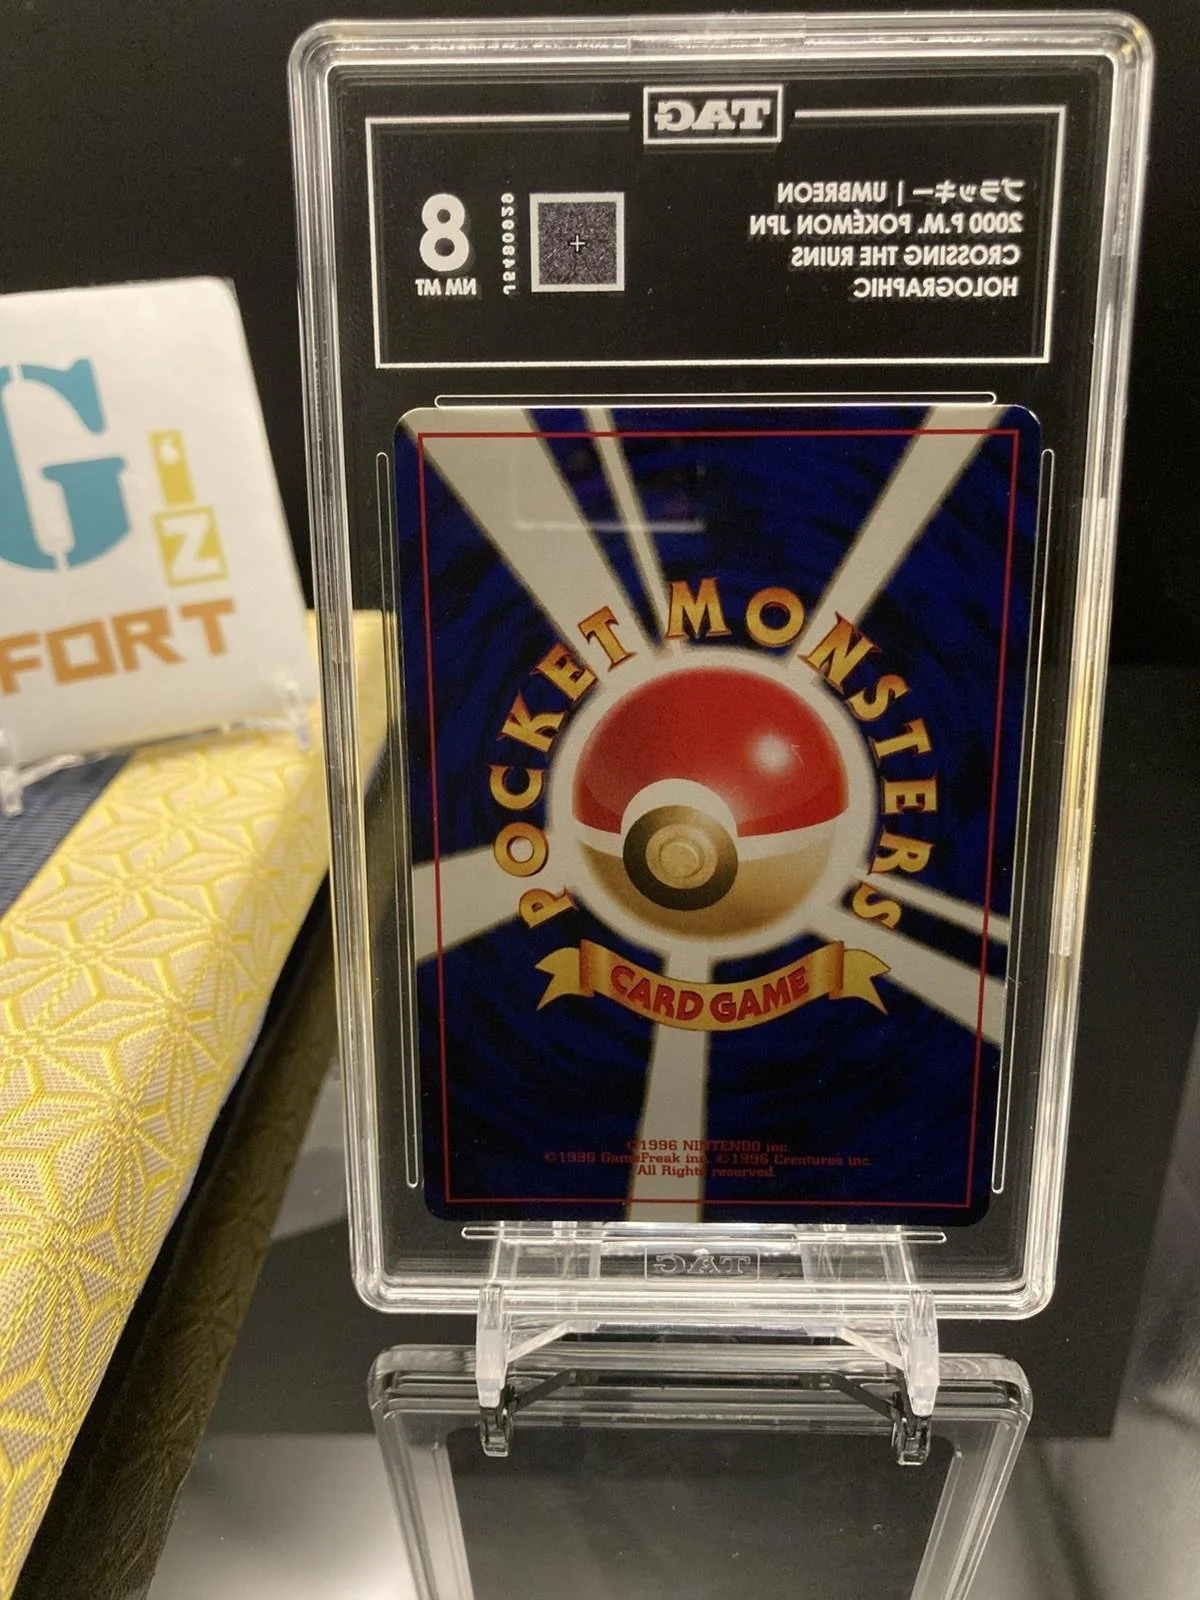 TAG
ブラッキー | UMBREON
2000 P.M. POKÉMON JPN
CROSSING THE RUINS
HOLOGRAPHIC
8
NM MT
G
IZ
FORT
POCKET MONSTERS
CARD GAME
©1996 NINTENDO inc.
©1996 GameFreak inc. ©1996 Creatures inc.
All Rights reserved.
TAG